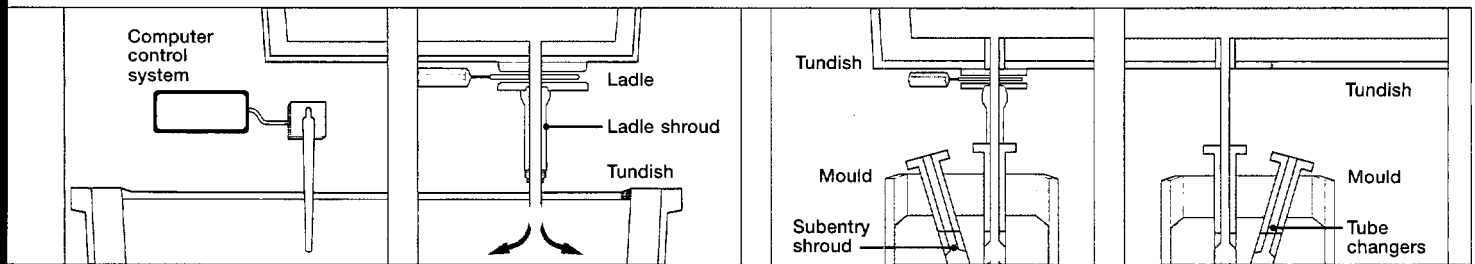 Computer
control
system
Ladle
Ladle shroud
Tundish
Tundish
Mould
Subentry
shroud
Tundish
Mould
Tube
changers